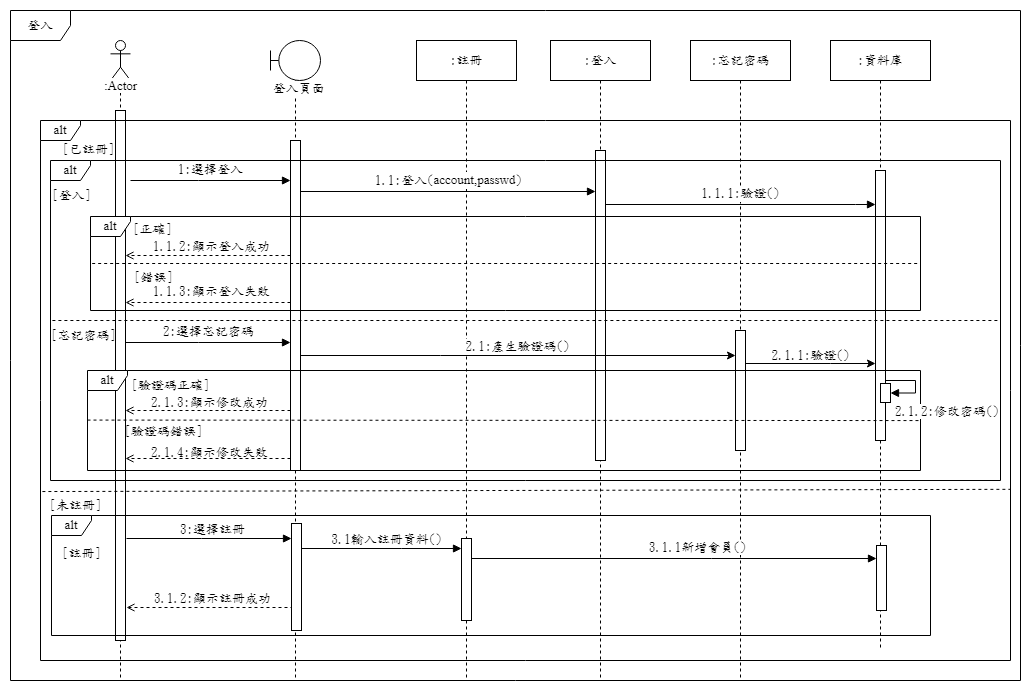 登入
:Actor
登入頁面
:註冊
:登入
:忘記密碼
:資料庫
alt
[已註冊]
alt
[登入]
1:選擇登入
1.1:登入(account,passwd)
1.1.1:驗證()
alt
[正確]
1.1.2:顯示登入成功
[錯誤]
1.1.3:顯示登入失敗
[忘記密碼]
2:選擇忘記密碼
2.1:產生驗證碼()
2.1.1:驗證()
alt
[驗證碼正確]
2.1.3:顯示修改成功
2.1.2:修改密碼()
[驗證碼錯誤]
2.1.4:顯示修改失敗
[未註冊]
alt
[註冊]
3:選擇註冊
3.1輸入註冊資料()
3.1.1新增會員()
3.1.2:顯示註冊成功